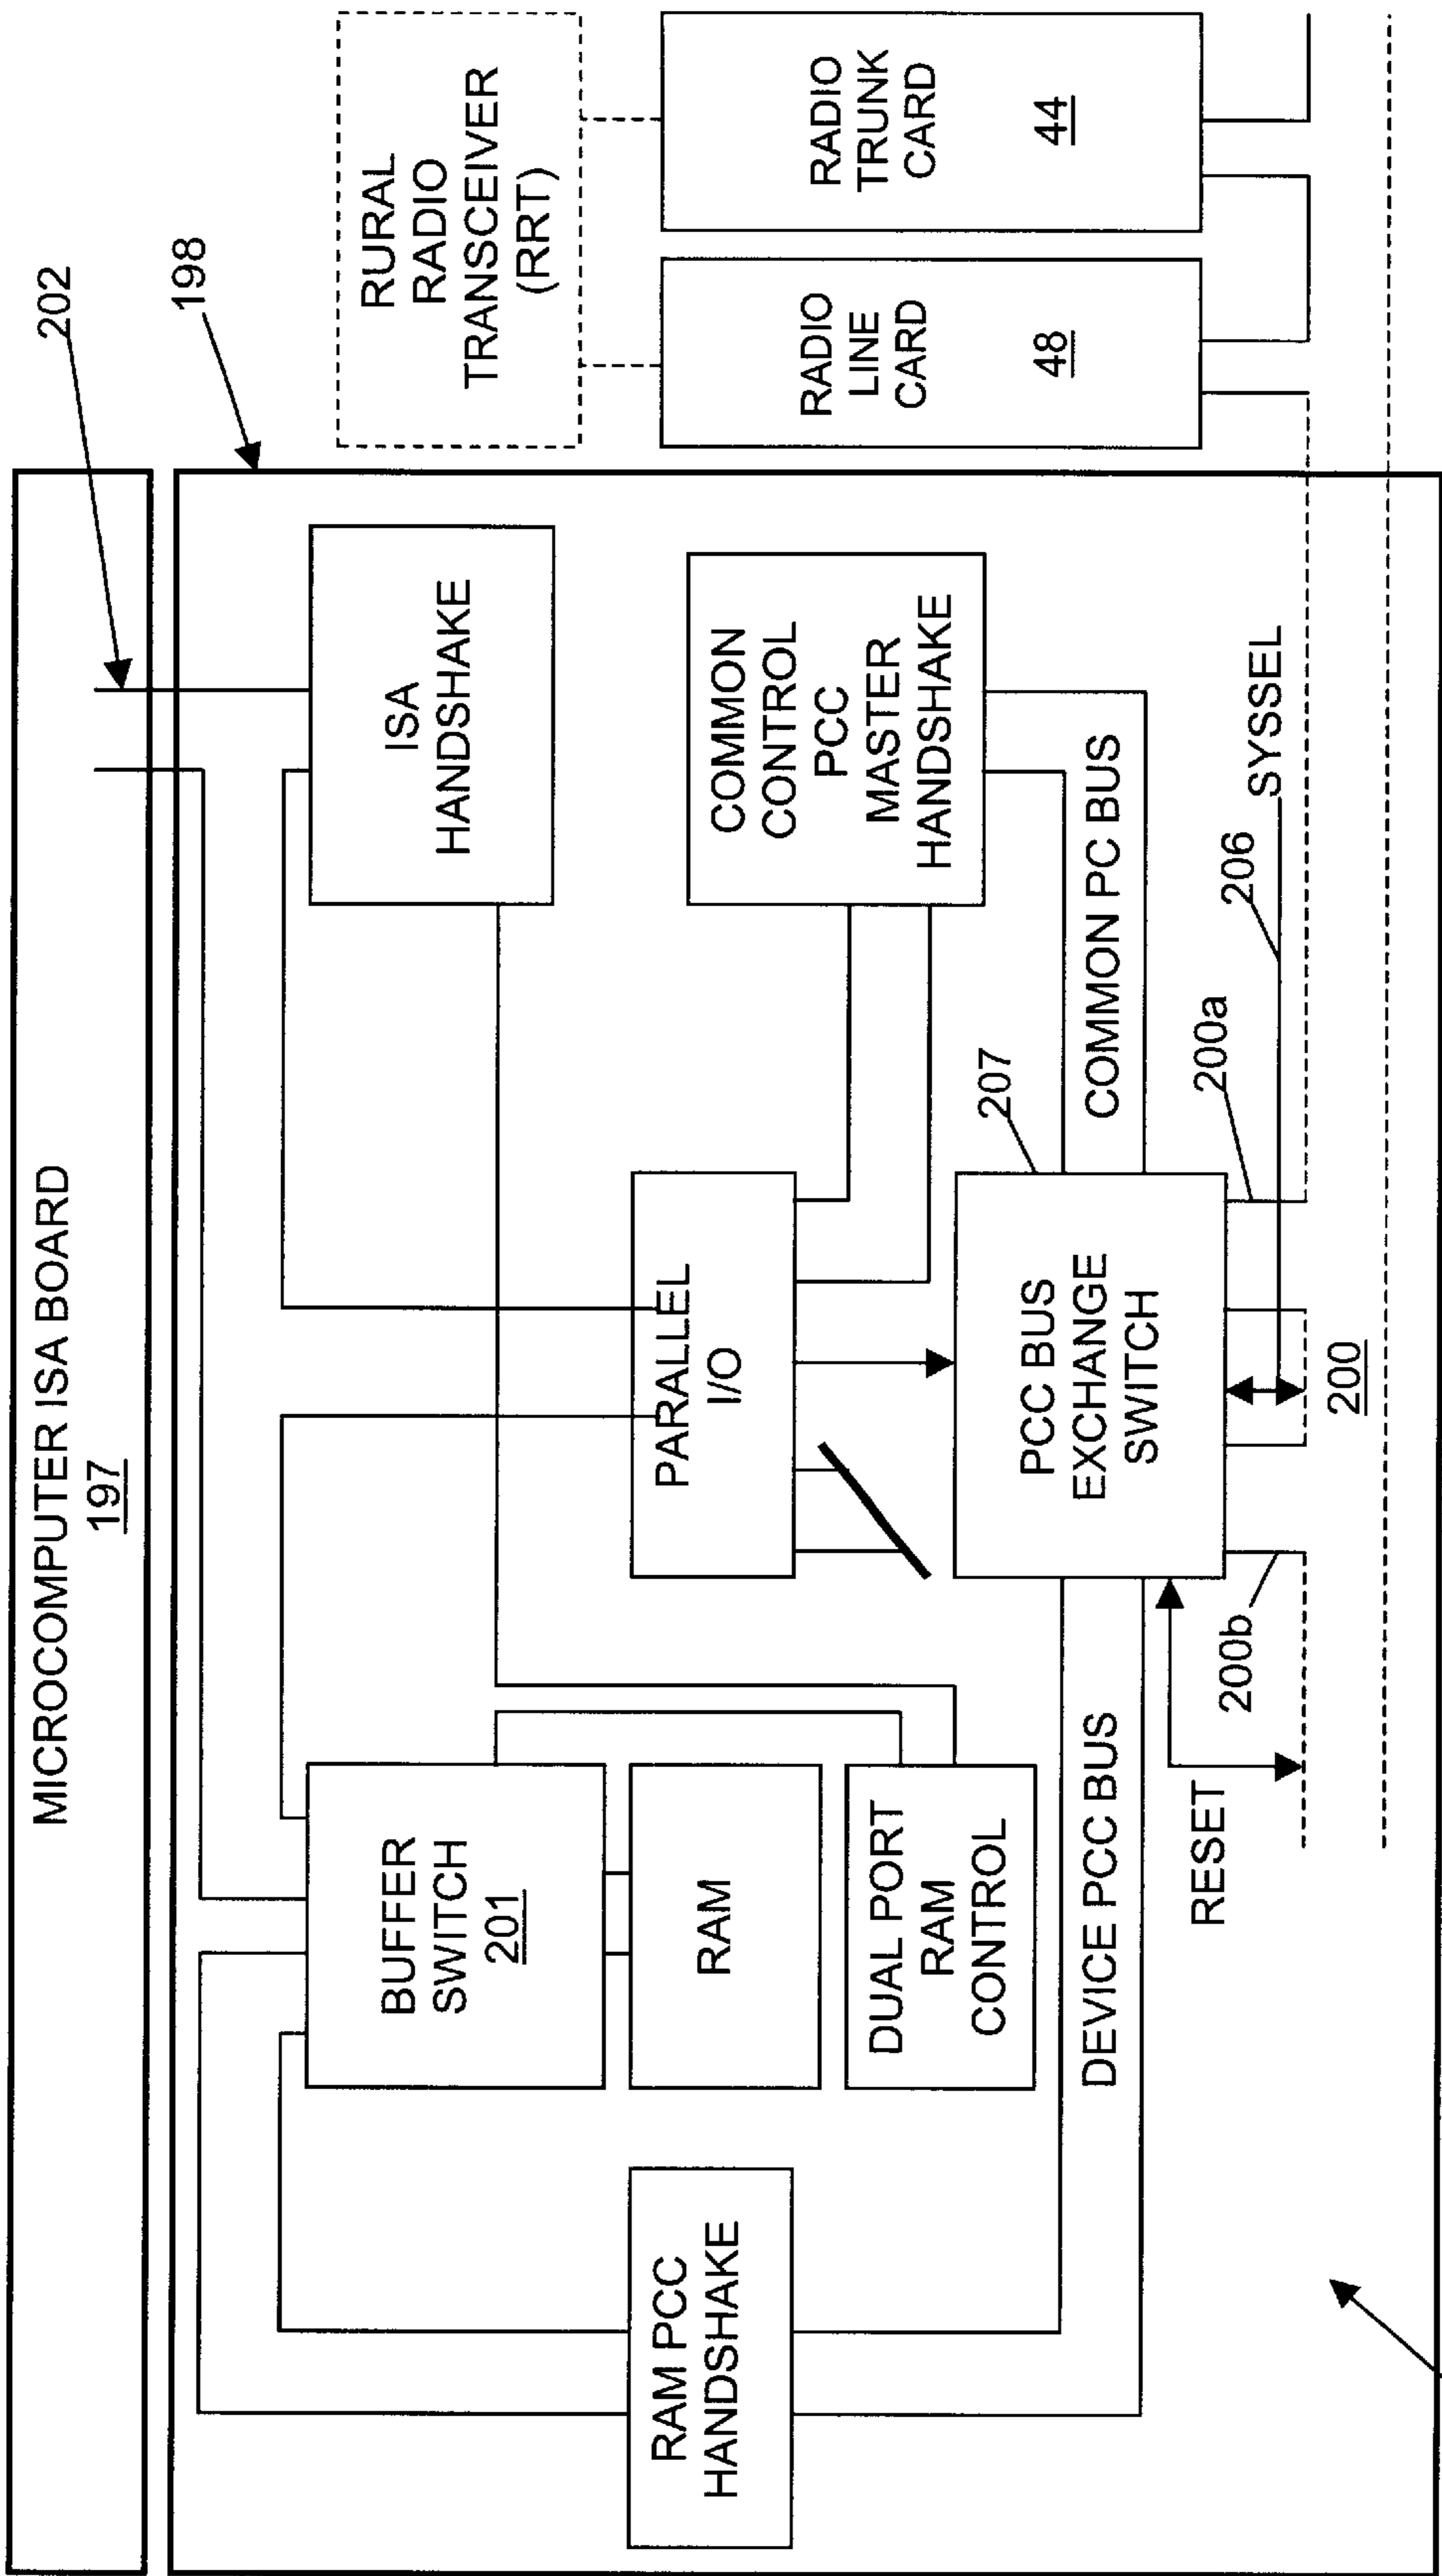 MICROCOMPUTER ISA BOARD
197
202
198
RURAL
RADIO
TRANSCEIVER
(RRT)
BUFFER
SWITCH
201
ISA
HANDSHAKE
RAM PCC
HANDSHAKE
RAM
PARALLEL
I/O
COMMON
CONTROL
PCC
MASTER
HANDSHAKE
RADIO
LINE
CARD
48
RADIO
TRUNK
CARD
44
DUAL PORT
RAM
CONTROL
207
PCC BUS
EXCHANGE
SWITCH
DEVICE PCC BUS
COMMON PC BUS
RESET
200b
200a
206
SYSSEL
200